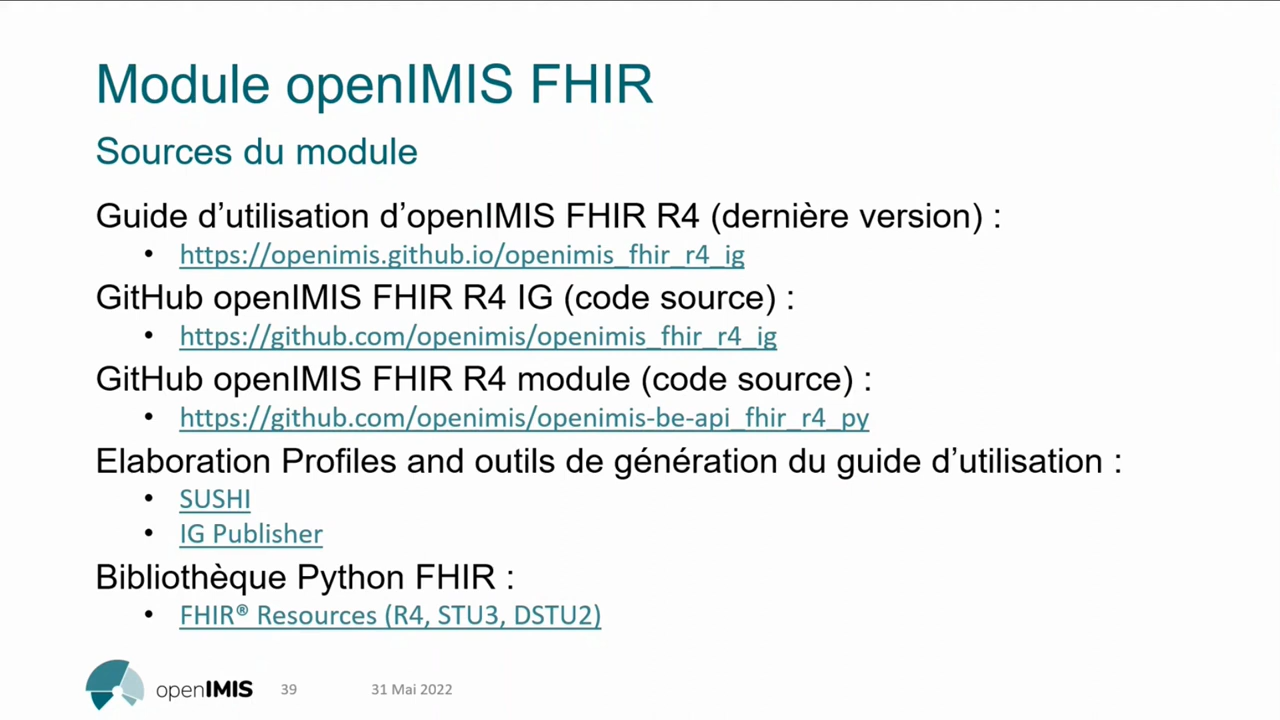 Module openIMIS FHIR
Sources du module
Guide d’utilisation d’openIMIS FHIR R4 (dernière version) :
• https://openimis.github.io/openimis_fhir_r4_ig
GitHub openIMIS FHIR R4 IG (code source) :
• https://github.com/openimis/openimis_fhir_r4_ig
GitHub openIMIS FHIR R4 module (code source) :
• https://github.com/openimis/openimis-be-api_fhir_r4_py
Elaboration Profiles and outils de génération du guide d’utilisation :
• SUSHI
• IG Publisher
Bibliothèque Python FHIR :
• FHIR® Resources (R4, STU3, DSTU2)
openIMIS 39 31 Mai 2022